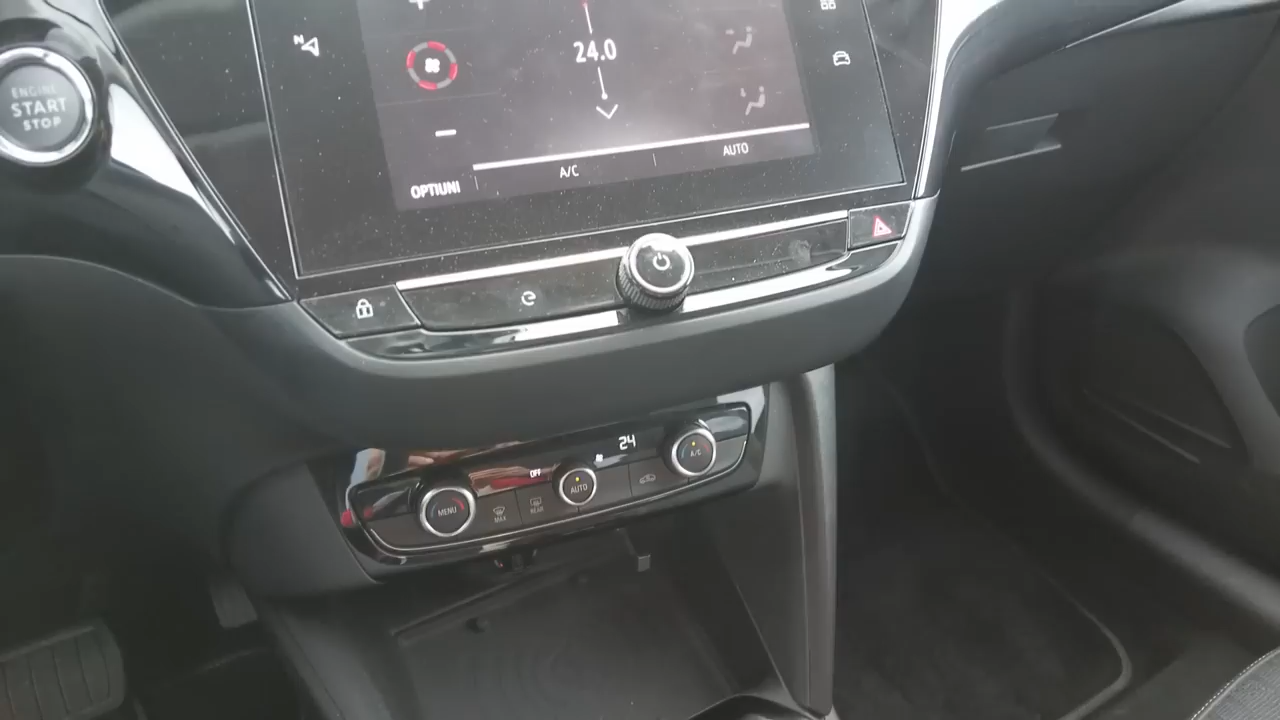 N
ENGINE
START
STOP
24.0
OPTIUNI
A/C
AUTO
24
OFF
MENU
MAX
REAR
AUTO
A/C